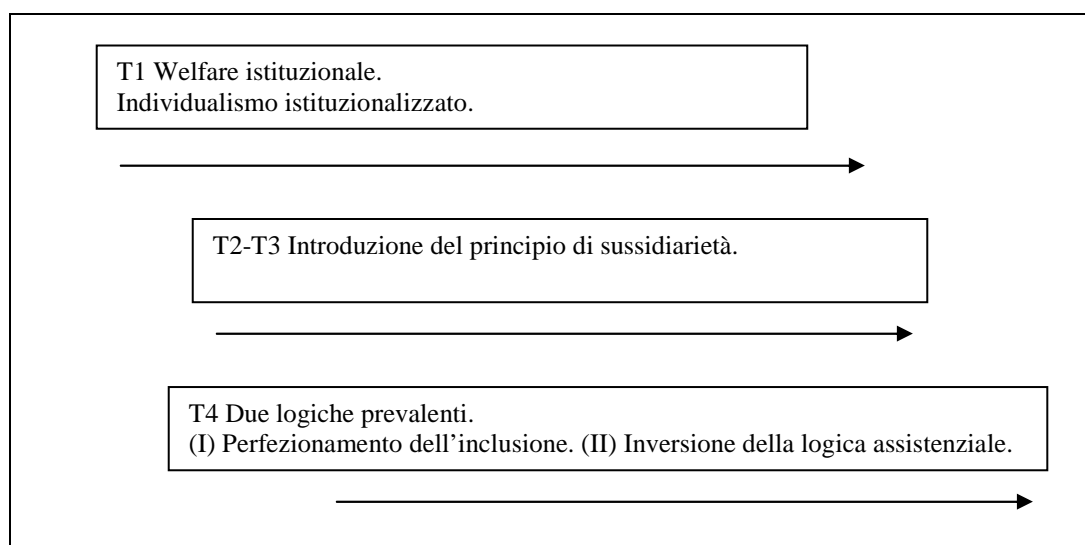 T1 Welfare istituzionale.
Individualismo istituzionalizzato.
T2-T3 Introduzione del principio di sussidiarietà.
T4 Due logiche prevalenti.
(I) Perfezionamento dell’inclusione. (II) Inversione della logica assistenziale.